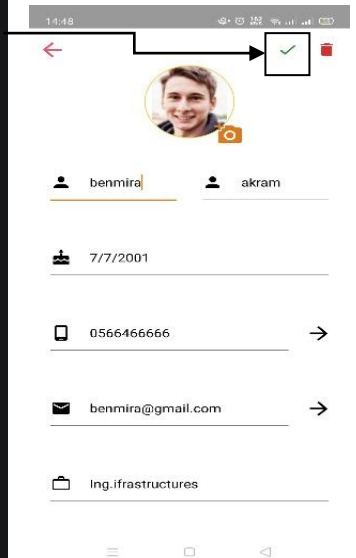 14:48
benmira akram
7/7/2001
0566466666
benmira@gmail.com
Ing.ifrastructures